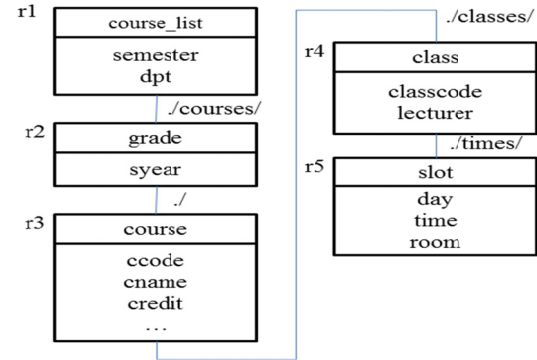 r1
course_list
semester
dpt
./courses/
r2
grade
syear
./
r3
course
ccode
cname
credit
...
./classes/
r4
class
classcode
lecturer
./times/
r5
slot
day
time
room